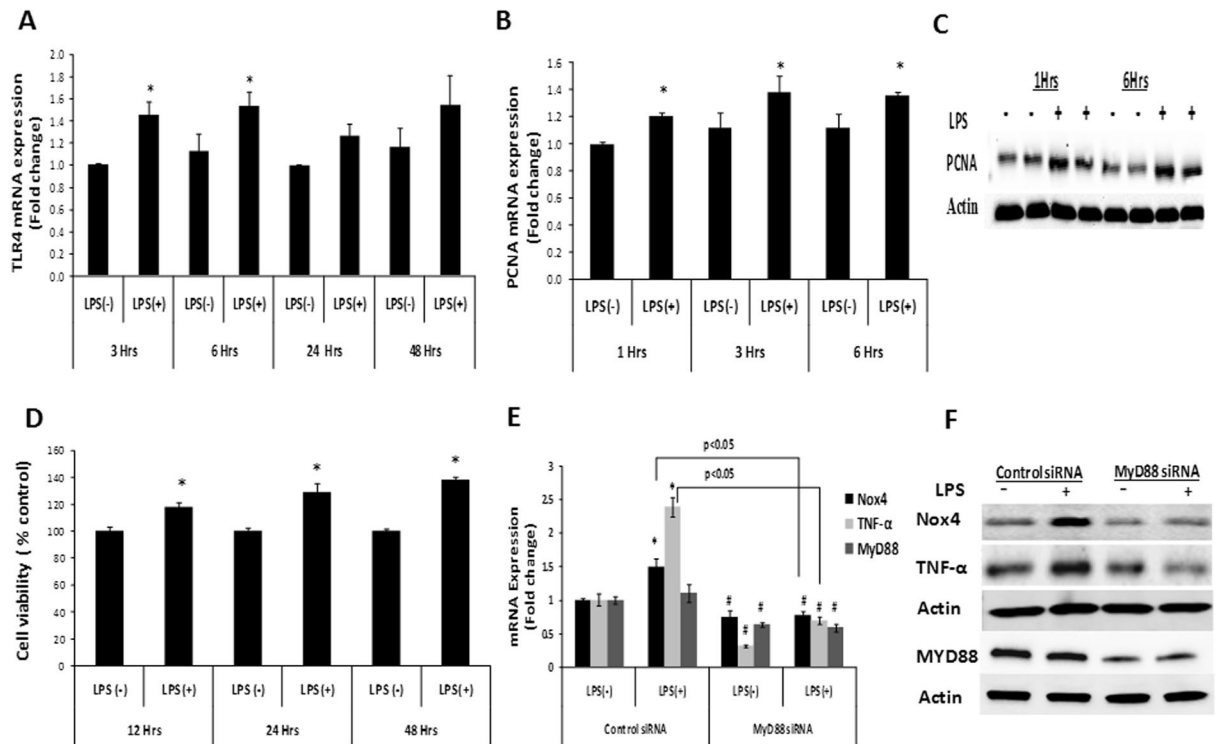 A
TLR4 mRNA expression
(Fold change)
2.0
1.8
1.6
1.4
1.2
1.0
0.8
0.6
0.4
0.2
0.0
*
*
LPS(-) LPS(+) LPS(-) LPS(+) LPS(-) LPS(+) LPS(-) LPS(+)
3 Hrs 6 Hrs 24 Hrs 48 Hrs
B
PCNA mRNA expression
(Fold change)
1.6
1.4
1.2
1.0
0.8
0.6
0.4
0.2
0.0
*
*
*
LPS(-) LPS(+) LPS(-) LPS(+) LPS(-) LPS(+)
1 Hrs 3 Hrs 6 Hrs
C
1Hrs 6Hrs
LPS - - + + - - + +
PCNA
Actin
D
Cell viability ( % control)
160
140
120
100
80
60
40
20
0
*
*
*
LPS (-) LPS(+) LPS (-) LPS(+) LPS (-) LPS(+)
12 Hrs 24 Hrs 48 Hrs
E
mRNA Expression
(Fold change)
3
2.5
2
1.5
1
0.5
0
p<0.05
p<0.05
* *
# # # # # #
Nox4
TNF-α
MyD88
LPS(-) LPS(+) LPS(-) LPS(+)
Control siRNA MyD88 siRNA
F
Control siRNA MyD88 siRNA
LPS - + - +
Nox4
TNF-α
Actin
MYD88
Actin